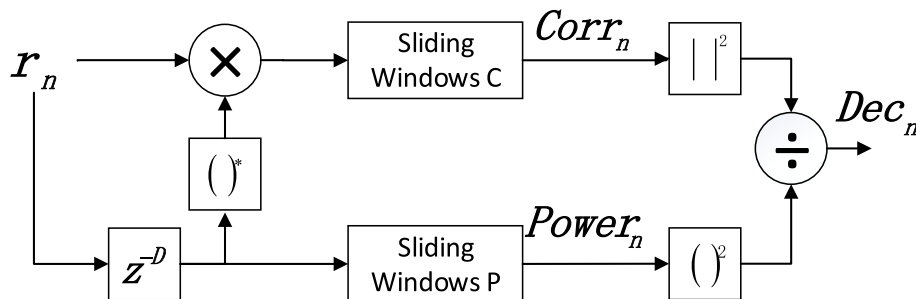 r_n
×
Sliding
Windows C
Corr_n
| |²
÷
Dec_n
( )*
z^-D
Sliding
Windows P
Power_n
( )²